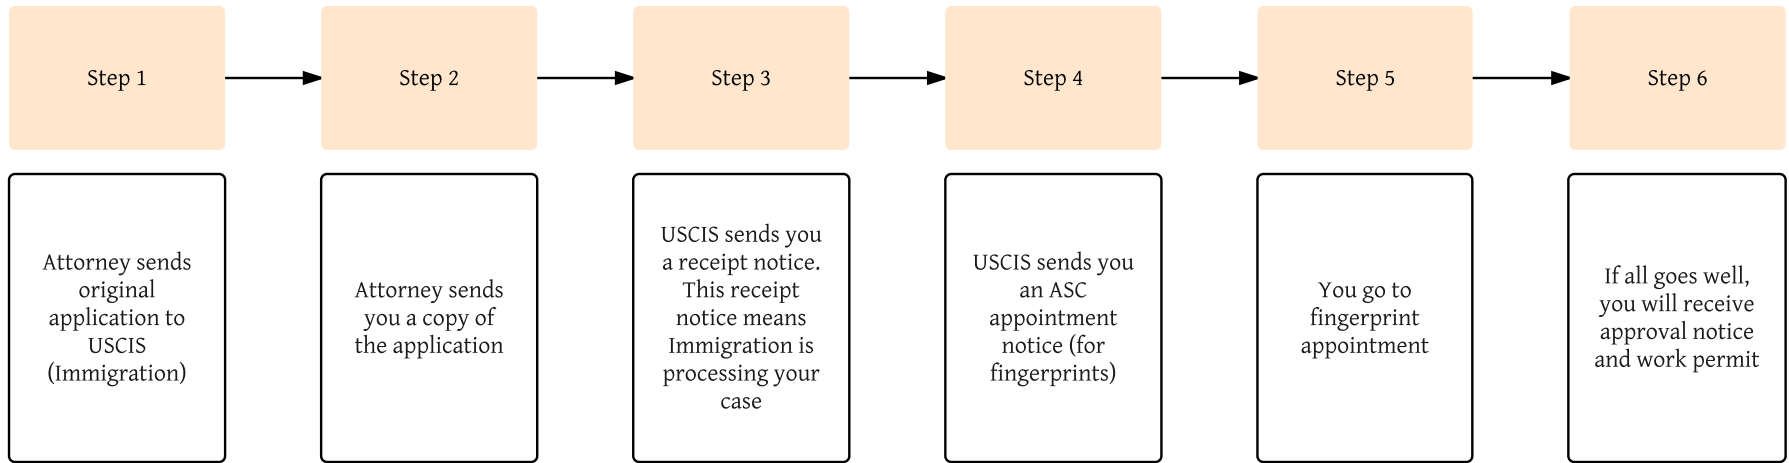 Step 1
Step 2
Step 3
Step 4
Step 5
Step 6
Attorney sends
original
application to
USCIS
(Immigration)
Attorney sends
you a copy of
the application
USCIS sends you
a receipt notice.
This receipt
notice means
Immigration is
processing your
case
USCIS sends you
an ASC
appointment
notice (for
fingerprints)
You go to
fingerprint
appointment
If all goes well,
you will receive
approval notice
and work permit